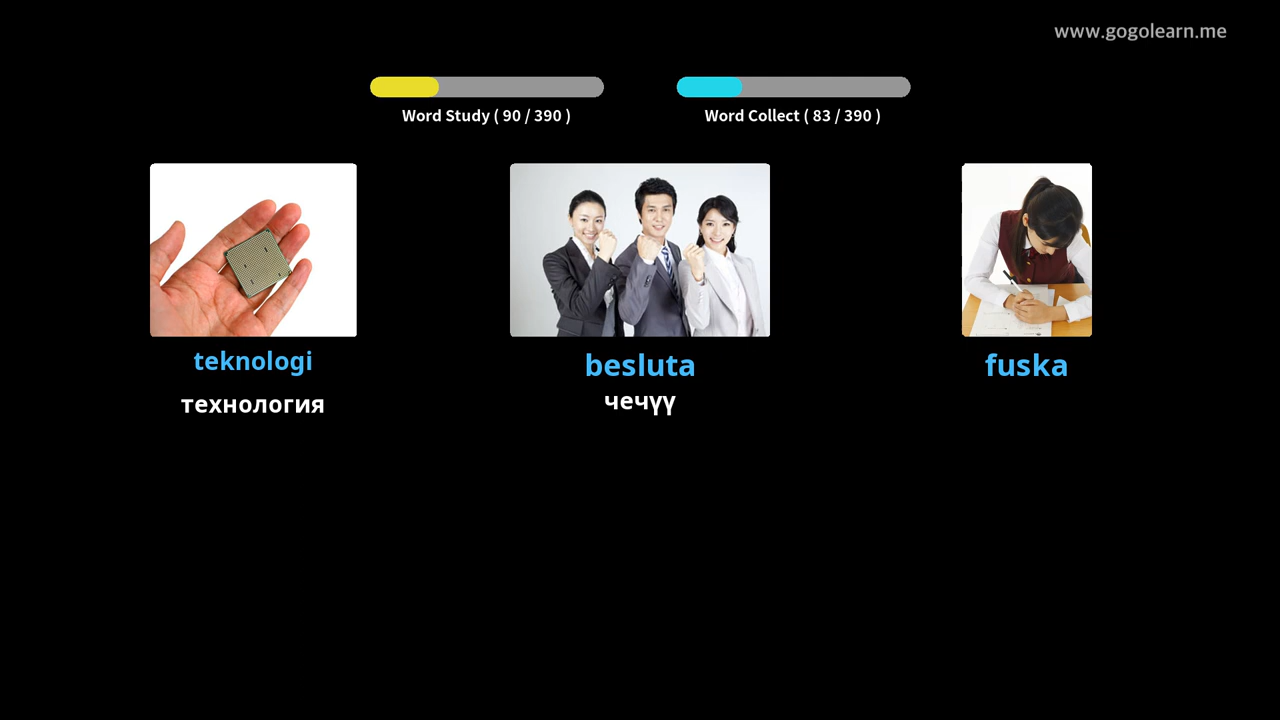 www.gogolearn.me
Word Study ( 90 / 390 )
Word Collect ( 83 / 390 )
teknologi
технология
besluta
чечүү
fuska